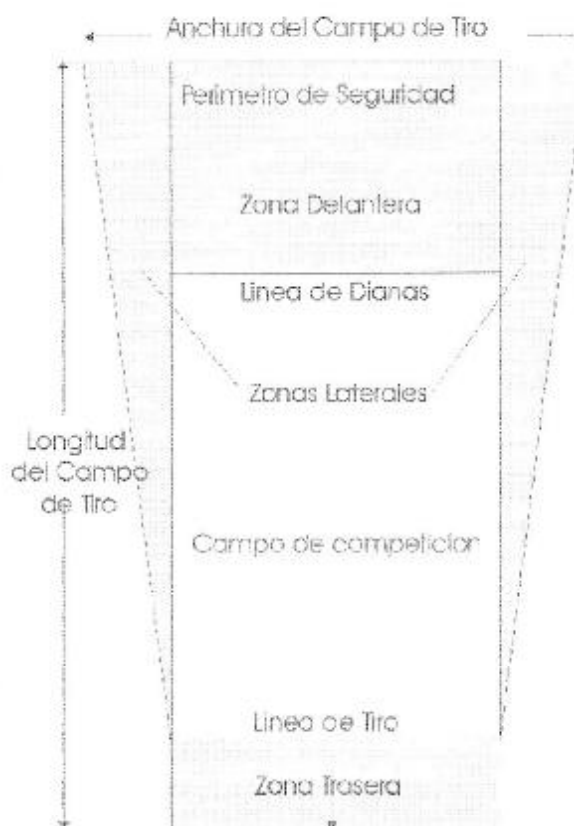 Anchura del Campo de Tiro
Perímetro de Seguridad
Zona Delantera
Linea de Dianas
Zonas Laterales
Longitud
del Campo
de Tiro
Campo de competicion
Linea de Tiro
Zona Trasera